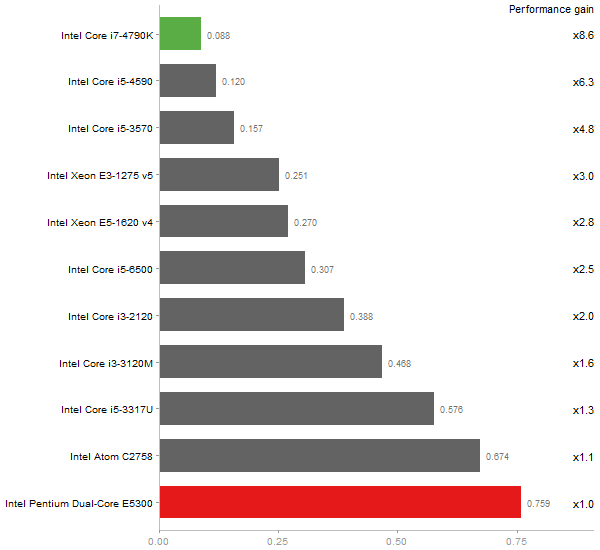 Performance gain
Intel Core i7-4790K 0.088 x8.6
Intel Core i5-4590 0.120 x6.3
Intel Core i5-3570 0.157 x4.8
Intel Xeon E3-1275 v5 0.251 x3.0
Intel Xeon E5-1620 v4 0.270 x2.8
Intel Core i5-6500 0.307 x2.5
Intel Core i3-2120 0.388 x2.0
Intel Core i3-3120M 0.468 x1.6
Intel Core i5-3317U 0.576 x1.3
Intel Atom C2758 0.674 x1.1
Intel Pentium Dual-Core E5300 0.759 x1.0
0.00 0.25 0.50 0.75